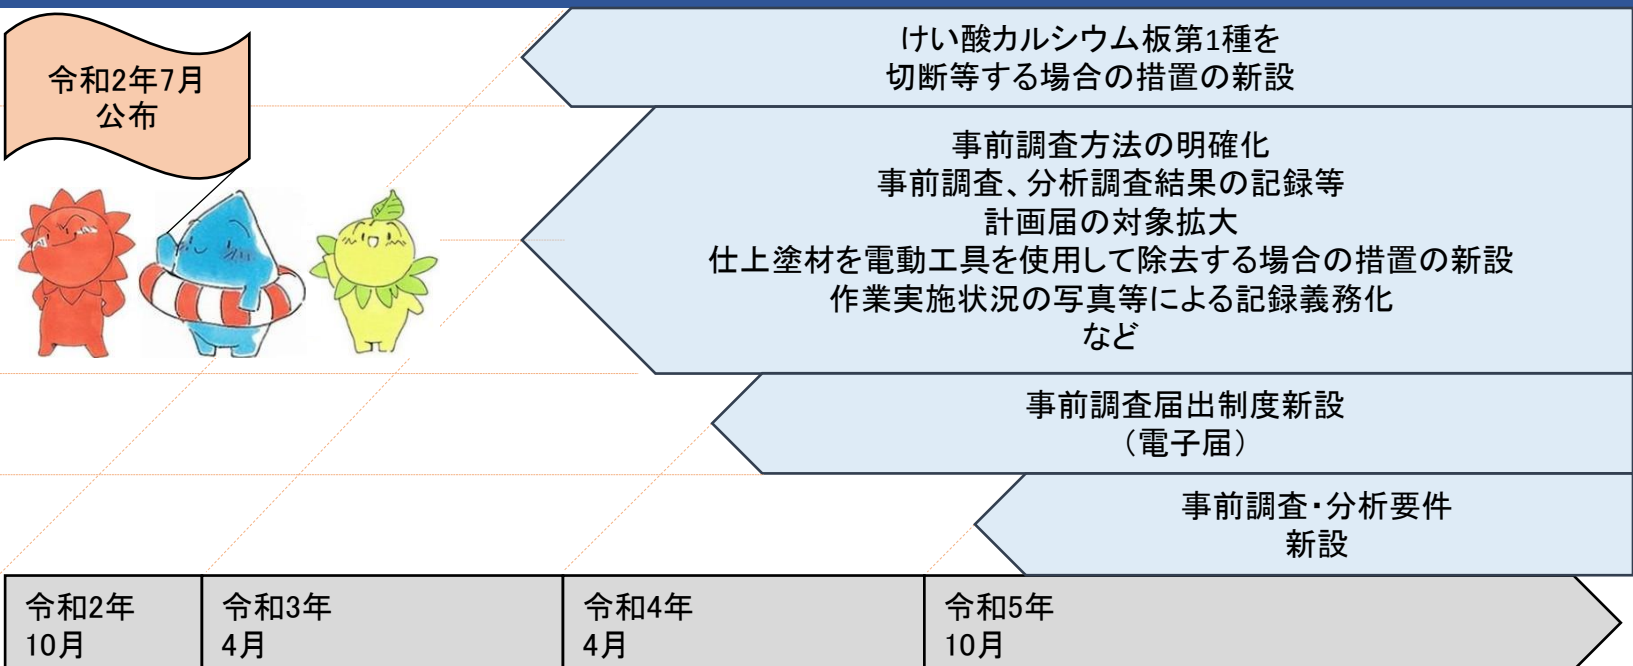 令和2年7月
公布
けい酸カルシウム板第1種を
切断等する場合の措置の新設
事前調査方法の明確化
事前調査、分析調査結果の記録等
計画届の対象拡大
仕上塗材を電動工具を使用して除去する場合の措置の新設
作業実施状況の写真等による記録義務化
など
事前調査届出制度新設
（電子届）
事前調査・分析要件
新設
令和2年
10月
令和3年
4月
令和4年
4月
令和5年
10月